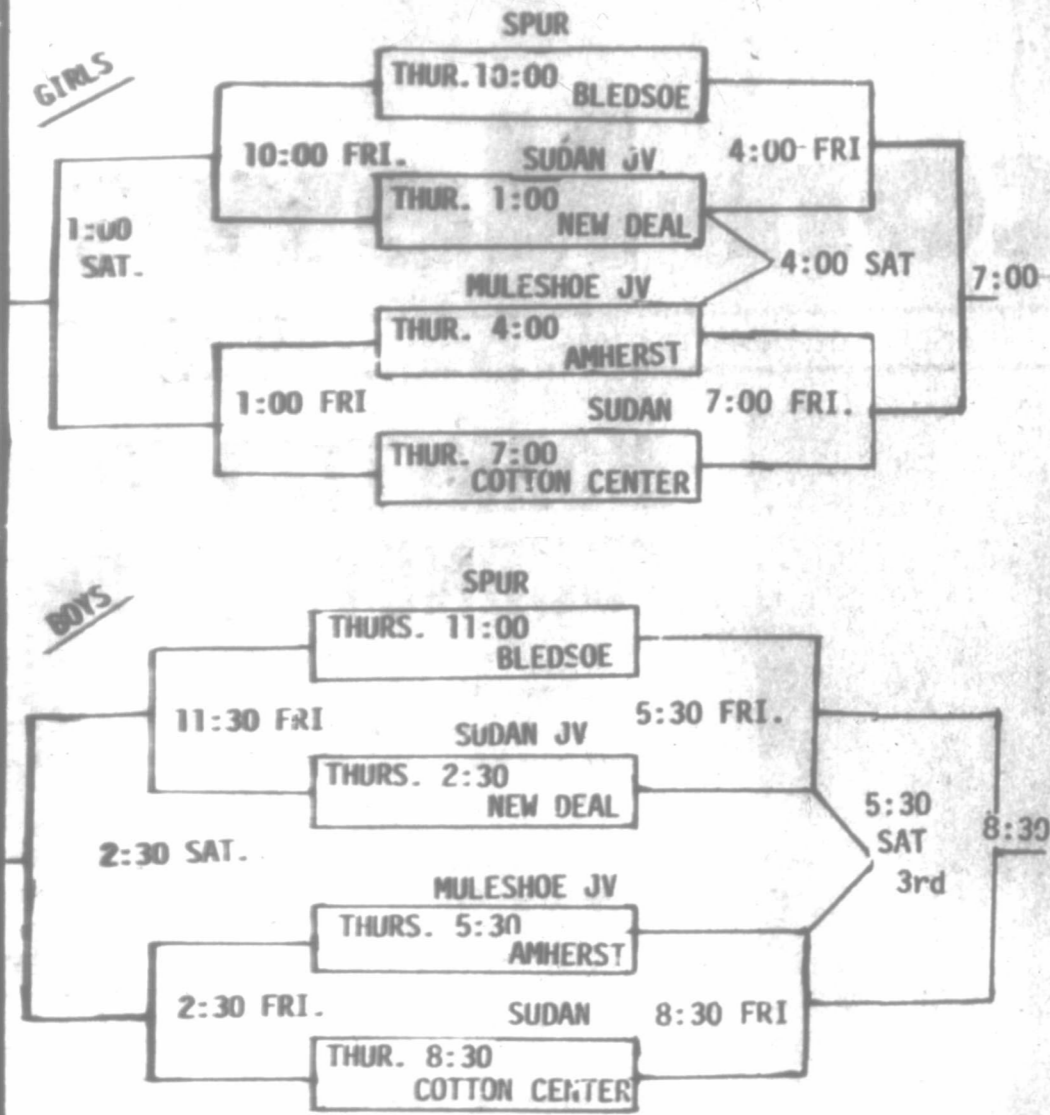 GIRLS
SPUR
THUR. 10:00
BLEDSOE
10:00 FRI.
SUDAN JV
4:00 FRI
THUR. 1:00
NEW DEAL
1:00
SAT.
4:00 SAT
7:00
MULESHOE JV
THUR. 4:00
AMHERST
1:00 FRI
SUDAN
7:00 FRI.
THUR. 7:00
COTTON CENTER
BOYS
SPUR
THURS. 11:00
BLEDSOE
11:30 FRI
SUDAN JV
5:30 FRI.
THURS. 2:30
NEW DEAL
2:30 SAT.
5:30
SAT
3rd
8:30
MULESHOE JV
THURS. 5:30
AMHERST
2:30 FRI.
SUDAN
8:30 FRI
THUR. 8:30
COTTON CENTER